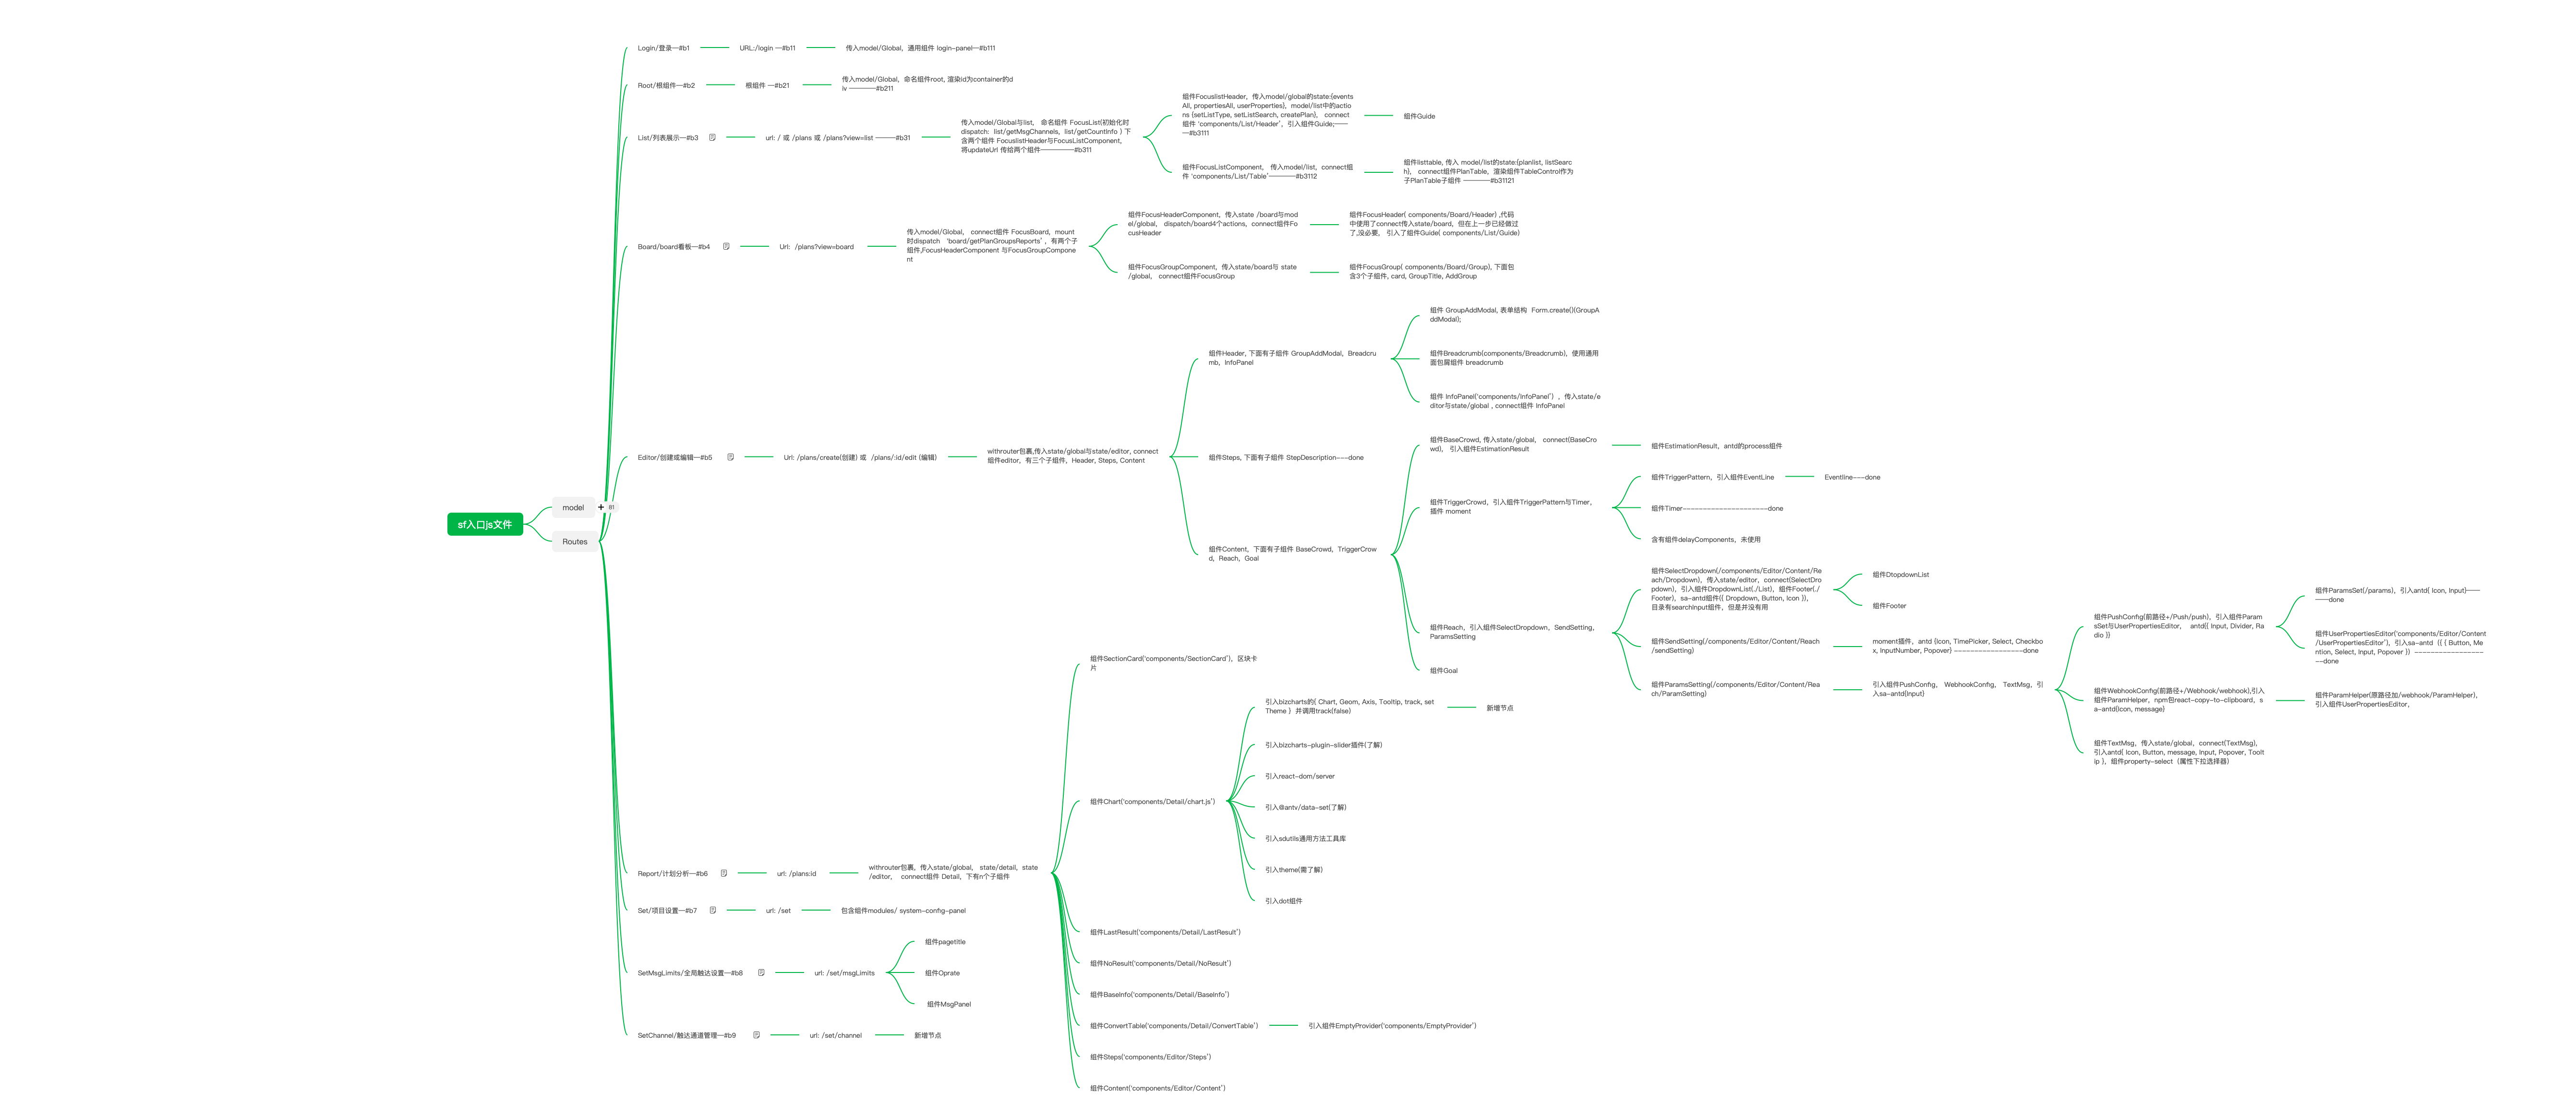 sf入口js文件
model
81
Routes
Login/登录—#b1
URL:/login —#b11
传入model/Global，通用组件 login-panel—#b111
Root/根组件—#b2
根组件 —#b21
传入model/Global，命名组件root, 渲染id为container的d
iv ————#b211
List/列表展示—#b3
url: / 或 /plans 或 /plans?view=list ———#b31
传入model/Global与list， 命名组件 FocusList(初始化时
dispatch: list/getMsgChannels, list/getCountInfo ) 下
含两个组件 FocuslistHeader与FocusListComponent,
将updateUrl 传给两个组件—————#b311
组件FocuslistHeader，传入model/global的state:{events
All, propertiesAll, userProperties}，model/list中的actio
ns {setListType, setListSearch, createPlan}， connect
组件 'components/List/Header'，引入组件Guide;——
—#b3111
组件Guide
组件FocusListComponent， 传入model/list，connect组
件 'components/List/Table'————#b3112
组件listtable, 传入 model/list的state:{planlist, listSearc
h}， connect组件PlanTable，渲染组件TableControl作为
子PlanTable子组件 ————#b31121
Board/board看板—#b4
Url: /plans?view=board
传入model/Global， connect组件 FocusBoard，mount
时dispatch 'board/getPlanGroupsReports' ，有两个子
组件,FocusHeaderComponent 与FocusGroupCompone
nt
组件FocusHeaderComponent，传入state /board与mod
el/global， dispatch/board4个actions，connect组件Fo
cusHeader
组件FocusHeader( components/Board/Header) ,代码
中使用了connect传入state/board，但在上一步已经做过
了,没必要， 引入了组件Guide( components/List/Guide)
组件FocusGroupComponent，传入state/board与 state
/global， connect组件FocusGroup
组件FocusGroup( components/Board/Group), 下面包
含3个子组件, card, GroupTitle, AddGroup
Editor/创建或编辑—#b5
Url: /plans/create(创建) 或 /plans/:id/edit (编辑)
withrouter包裹,传入state/global与state/editor, connect
组件editor，有三个子组件，Header, Steps, Content
组件Header, 下面有子组件 GroupAddModal，Breadcru
mb，InfoPanel
组件 GroupAddModal, 表单结构 Form.create()(GroupA
ddModal);
组件Breadcrumb(components/Breadcrumb)，使用通用
面包屑组件 breadcrumb
组件 InfoPanel('components/InfoPanel') ，传入state/e
ditor与state/global , connect组件 InfoPanel
组件Steps, 下面有子组件 StepDescription---done
组件Content，下面有子组件 BaseCrowd，TriggerCrow
d，Reach，Goal
组件BaseCrowd, 传入state/global， connect(BaseCro
wd)， 引入组件EstimationResult
组件EstimationResult，antd的process组件
组件TriggerCrowd，引入组件TriggerPattern与Timer，
插件 moment
组件TriggerPattern，引入组件EventLine
Eventline---done
组件Timer---------------------done
含有组件delayComponents，未使用
组件Reach，引入组件SelectDropdown，SendSetting，
ParamsSetting
组件SelectDropdown(/components/Editor/Content/Re
ach/Dropdown)，传入state/editor，connect(SelectDro
pdown)，引入组件DropdownList(./List)，组件Footer(./
Footer)，sa-antd组件({ Dropdown, Button, Icon })，
目录有searchInput组件，但是并没有用
组件DtopdownList
组件Footer
组件SendSetting(/components/Editor/Content/Reach
/sendSetting)
moment插件，antd {Icon, TimePicker, Select, Checkbo
x, InputNumber, Popover} -----------------done
组件ParamsSetting(/components/Editor/Content/Rea
ch/ParamSetting)
引入组件PushConfig， WebhookConfig， TextMsg，引
入sa-antd{Input}
组件PushConfig(前路径+/Push/push)，引入组件Param
sSet与UserPropertiesEditor， antd({ Input, Divider, Ra
dio })
组件ParamsSet(/params)，引入antd{ Icon, Input}——
——done
组件UserPropertiesEditor('components/Editor/Content
/UserPropertiesEditor')，引入sa-antd ({ { Button, Me
ntion, Select, Input, Popover }) -----------------
--done
组件WebhookConfig(前路径+/Webhook/webhook),引入
组件ParamHelper，npm包react-copy-to-clipboard，s
a-antd{Icon, message}
组件ParamHelper(原路径加/webhook/ParamHelper)，
引入组件UserPropertiesEditor，
组件TextMsg，传入state/global，connect(TextMsg)，
引入antd{ Icon, Button, message, Input, Popover, Toolt
ip }，组件property-select（属性下拉选择器）
组件Goal
Report/计划分析—#b6
url: /plans:id
withrouter包裹，传入state/global， state/detail，state
/editor， connect组件 Detail，下有n个子组件
组件SectionCard('components/SectionCard')，区块卡
片
组件Chart('components/Detail/chart.js')
引入bizcharts的{ Chart, Geom, Axis, Tooltip, track, set
Theme } 并调用track(false)
新增节点
引入bizcharts-plugin-slider插件(了解)
引入react-dom/server
引入@antv/data-set(了解)
引入sdutils通用方法工具库
引入theme(需了解)
引入dot组件
组件LastResult('components/Detail/LastResult')
组件NoResult('components/Detail/NoResult')
组件BaseInfo('components/Detail/BaseInfo')
组件ConvertTable('components/Detail/ConvertTable')
引入组件EmptyProvider('components/EmptyProvider')
组件Steps('components/Editor/Steps')
组件Content('components/Editor/Content')
Set/项目设置—#b7
url: /set
包含组件modules/ system-config-panel
SetMsgLimits/全局触达设置—#b8
url: /set/msgLimits
组件pagetitle
组件Oprate
组件MsgPanel
SetChannel/触达通道管理—#b9
url: /set/channel
新增节点